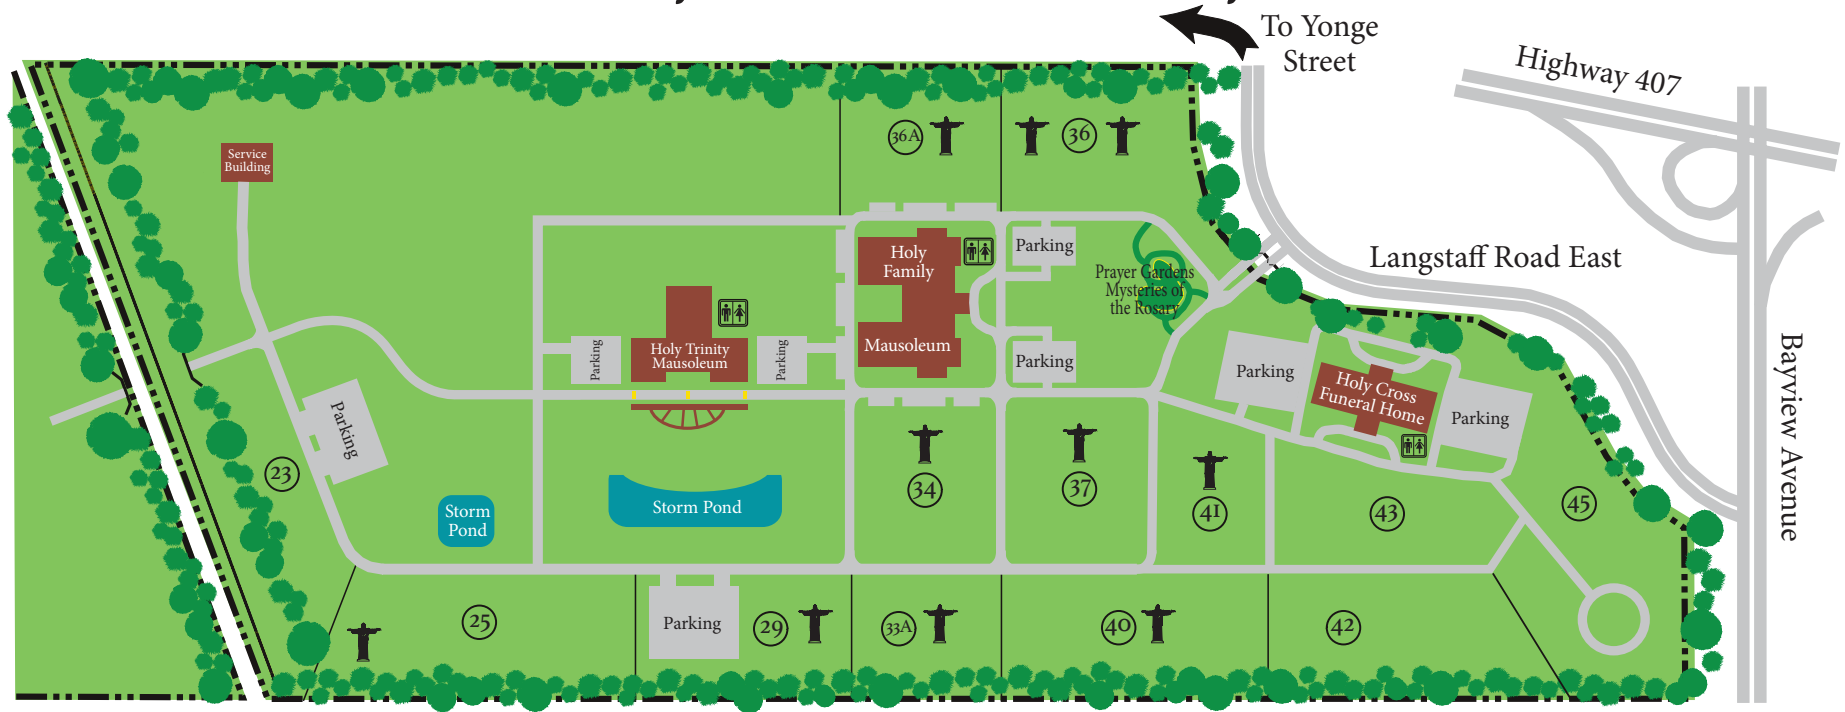 To Yonge
Street
Highway 407
Service
Building
36A
36
Holy
Family
Mausoleum
Parking
Prayer Gardens
Mysteries of
the Rosary
Langstaff Road East
Bayview Avenue
Parking
Holy Trinity
Mausoleum
Parking
Parking
Parking
Holy Cross
Funeral Home
Parking
Parking
23
Storm
Pond
Storm Pond
34
37
41
43
45
25
Parking
29
33A
40
42